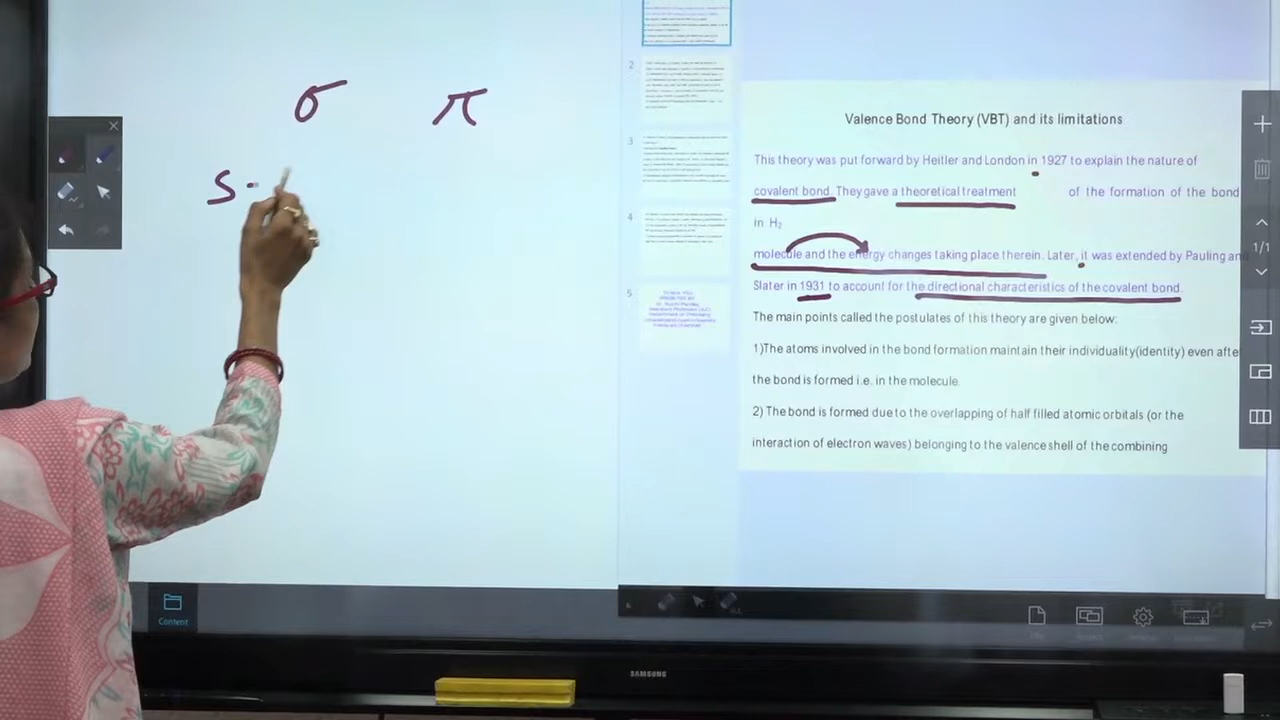 σ π
s-
2
3
4
5
Valence Bond Theory (VBT) and its limitations
This theory was put forward by Heitler and London in 1927 to explain the nature of
covalent bond. They gave a theoretical treatment of the formation of the bond
in H₂
molecule and the energy changes taking place therein. Later, it was extended by Pauling and
Slater in 1931 to account for the directional characteristics of the covalent bond.
The main points called the postulates of this theory are given below:
1)The atoms involved in the bond formation maintain their individuality(identity) even after
the bond is formed i.e. in the molecule.
2) The bond is formed due to the overlapping of half filled atomic orbitals (or the
interaction of electron waves) belonging to the valence shell of the combining
1/1
Content
SAMSUNG